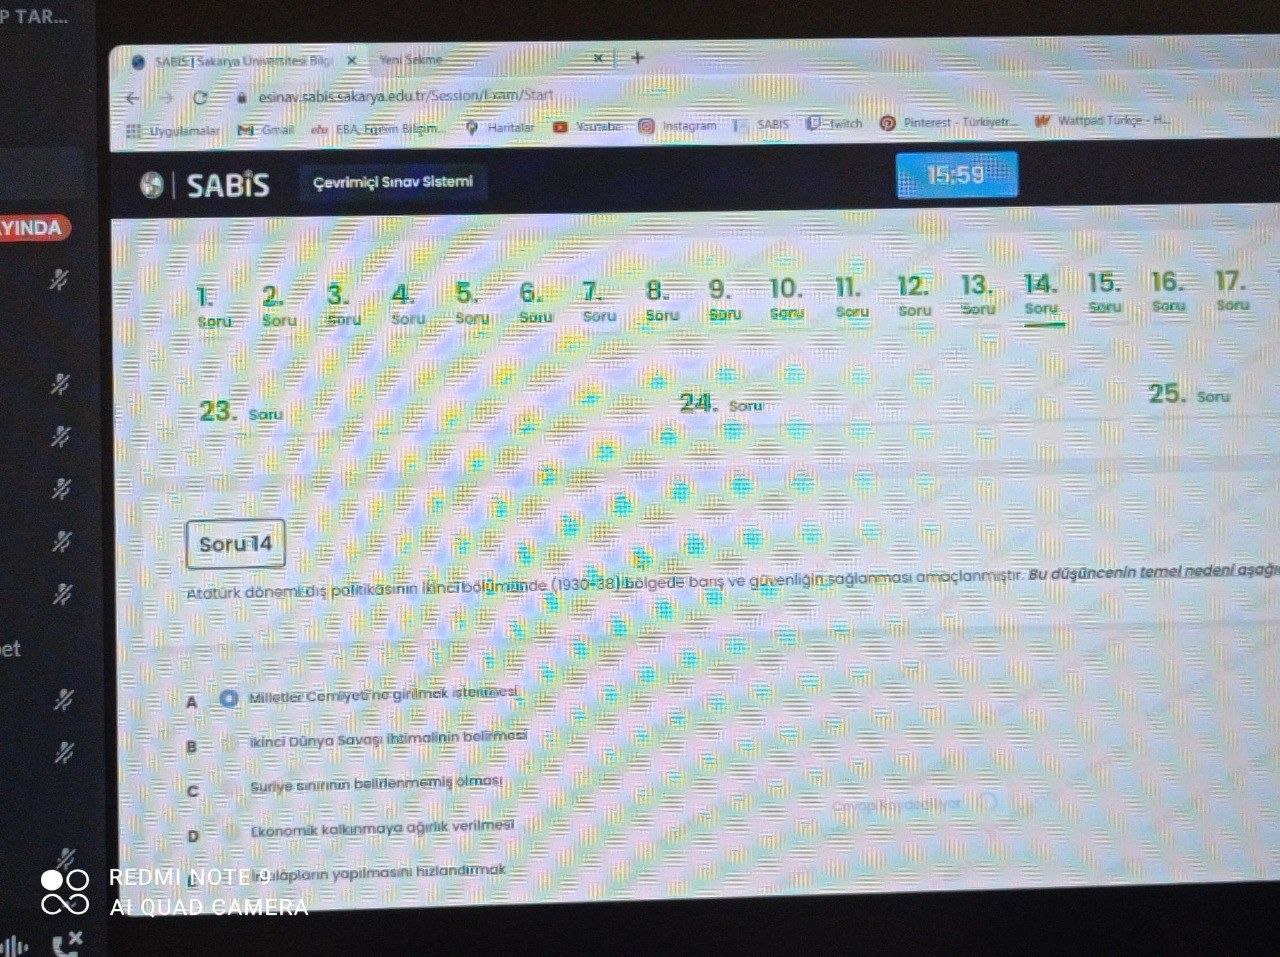 P TAR...
SABIS | Sakarya Üniversitesi Bilgi
Yeni Sekme
esinav.sabis.sakarya.edu.tr/Session/Exam/Start
Uygulamalar
Gmail
EBA, Eğitim Bilişim...
Haritalar
Youtube
Instagram
SABIS
Twitch
Pinterest - Türkiyetr...
Wattpad Türkçe - H...
SABİS
Çevrimiçi Sınav Sistemi
15:59
YINDA
1. Soru
2. Soru
3. Soru
4. Soru
5. Soru
6. Soru
7. Soru
8. Soru
9. Soru
10. Soru
11. Soru
12. Soru
13. Soru
14. Soru
15. Soru
16. Soru
17. Soru
23. Soru
24. Soru
25. Soru
Soru 14
Atatürk dönemi dış politikasının ikinci bölümünde (1930-38) bölgede barış ve güvenliğin sağlanması amaçlanmıştır. Bu düşüncenin temel nedeni aşağı
et
A Milletler Cemiyeti'ne girilmek istenmesi
B İkinci Dünya Savaşı ihtimalinin belirmesi
C Suriye sınırının belirlenmemiş olması
Cevap Kaydediliyor
D Ekonomik kalkınmaya ağırlık verilmesi
İnkılapların yapılmasını hızlandırmak
REDMI NOTE 9
AI QUAD CAMERA